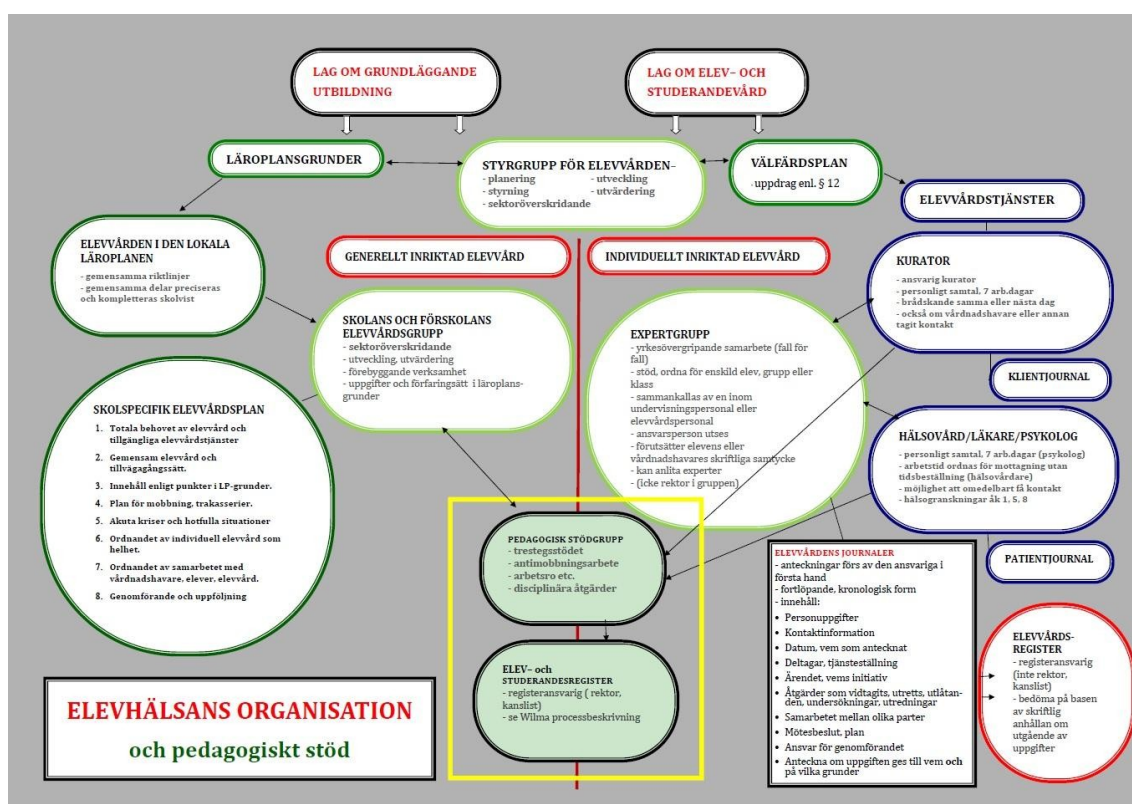 LAG OM GRUNDLÄGGANDE
UTBILDNING
LAG OM ELEV– OCH
STUDERANDEVÅRD
LÄROPLANSGRUNDER
STYRGRUPP FÖR ELEVVÅRDEN–
- planering - utveckling
- styrning - utvärdering
- sektoröverskridande
VÄLFÄRDSPLAN
- uppdrag enl. § 12
ELEVVÅRDSTJÄNSTER
ELEVVÅRDEN I DEN LOKALA
LÄROPLANEN
- gemensamma riktlinjer
- gemensamma delar preciseras
och kompletteras skolvist
GENERELLT INRIKTAD ELEVVÅRD
INDIVIDUELLT INRIKTAD ELEVVÅRD
KURATOR
- ansvarig kurator
- personligt samtal, 7 arb.dagar
- brådskande samma eller nästa dag
- också om vårdnadshavare eller annan
tagit kontakt
KLIENTJOURNAL
SKOLANS OCH FÖRSKOLANS
ELEVVÅRDSGRUPP
- sektoröverskridande
- utveckling, utvärdering
- förebyggande verksamhet
- uppgifter och förfaringsätt i läroplans-
grunder
EXPERTGRUPP
- yrkesövergripande samarbete (fall för
fall)
- stöd, ordna för enskild elev, grupp eller
klass
- sammankallas av en inom
undervisningspersonal eller
elevvårdspersonal
- ansvarsperson utses
- förutsätter elevens eller
vårdnadshavares skriftliga samtycke
- kan anlita experter
- (icke rektor i gruppen)
SKOLSPECIFIK ELEVVÅRDSPLAN
1. Totala behovet av elevvård och
tillgängliga elevvårdstjänster
2. Gemensam elevvård och
tillvägagångssätt.
3. Innehåll enligt punkter i LP-grunder.
4. Plan för mobbning, trakasserier.
5. Akuta kriser och hotfulla situationer
6. Ordnandet av individuell elevvård som
helhet.
7. Ordnandet av samarbetet med
vårdnadshavare, elever, elevvård.
8. Genomförande och uppföljning
HÄLSOVÅRD/LÄKARE/PSYKOLOG
- personligt samtal, 7 arb.dagar (psykolog)
- arbetstid ordnas för mottagning utan
tidsbeställning (hälsovårdare)
- möjlighet att omedelbart få kontakt
- hälsogranskningar åk 1, 5, 8
PATIENTJOURNAL
PEDAGOGISK STÖDGRUPP
- trestegsstödet
- antimobbningsarbete
- arbetsro etc.
- disciplinära åtgärder
ELEV– och
STUDERANDESREGISTER
- registeransvarig ( rektor,
kanslist)
- se Wilma processbeskrivning
ELEVVÅRDENS JOURNALER
- anteckningar förs av den ansvariga i
första hand
- fortlöpande, kronologisk form
- innehåll:
• Personuppgifter
• Kontaktinformation
• Datum, vem som antecknat
• Deltagar, tjänsteställning
• Ärendet, vems initiativ
• Åtgärder som vidtagits, utretts, utlåtan-
den, undersökningar, utredningar
• Samarbetet mellan olika parter
• Mötesbeslut, plan
• Ansvar för genomförandet
• Anteckna om uppgiften ges till vem och
på vilka grunder
ELEVVÅRDS-
REGISTER
- registeransvarig
(inte rektor,
kanslist)
- bedöma på basen
av skriftlig
anhållan om
utgående av
uppgifter
ELEVHÄLSANS ORGANISATION
och pedagogiskt stöd